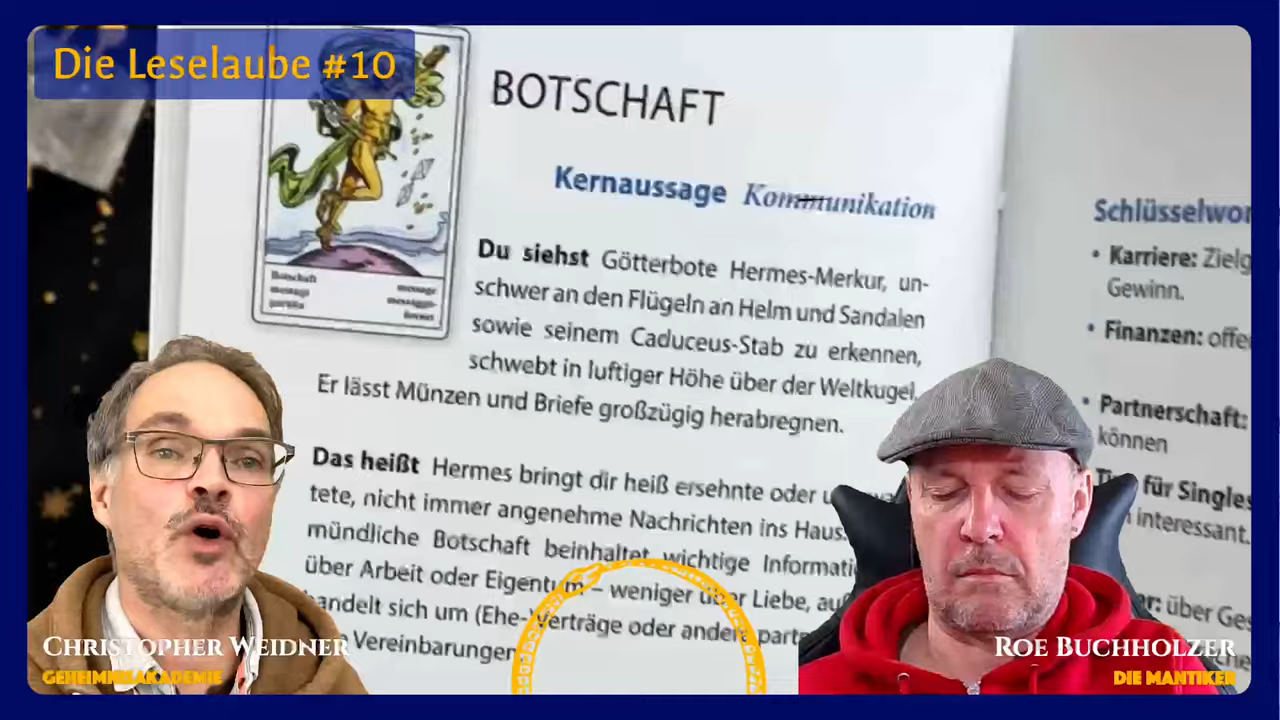 Die Leselaube #10
BOTSCHAFT
Kernaussage Kommunikation
Du siehst Götterbote Hermes-Merkur, un-
schwer an den Flügeln an Helm und Sandalen
sowie seinem Caduceus-Stab zu erkennen,
schwebt in luftiger Höhe über der Weltkugel.
Er lässt Münzen und Briefe großzügig herabregnen.
Das heißt Hermes bringt dir heiß ersehnte oder
tete, nicht immer angenehme Nachrichten ins Haus.
mündliche Botschaft beinhaltet wichtige Informati
über Arbeit oder Eigentum – weniger über Liebe, au
handelt sich um (Ehe-)Verträge oder andere part
Vereinbarungen
Botschaft message
message
Schlüsselwor
• Karriere: Zielg
Gewinn.
• Finanzen: offe
• Partnerschaft:
können
für Singles
interessant.
über Ges
Christopher Weidner
GEHEIMNISAKADEMIE
Roe Buchholzer
DIE MANTIKER